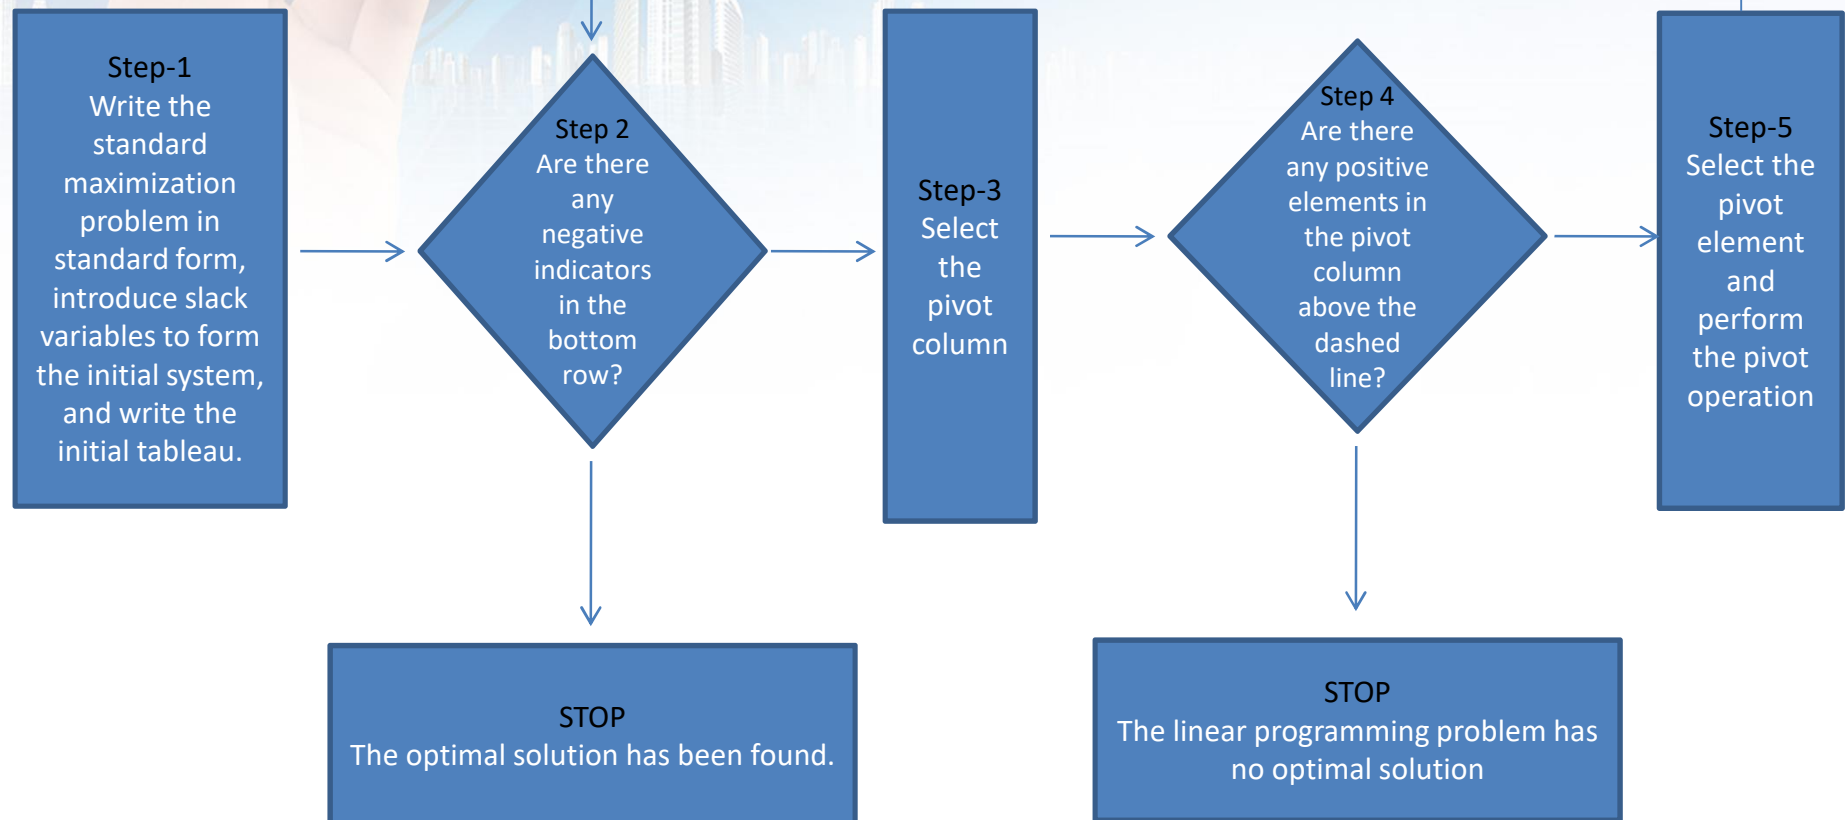 Step-1
Write the
standard
maximization
problem in
standard form,
introduce slack
variables to form
the initial system,
and write the
initial tableau.
Step 2
Are there
any
negative
indicators
in the
bottom
row?
Step-3
Select
the
pivot
column
Step 4
Are there
any positive
elements in
the pivot
column
above the
dashed
line?
Step-5
Select the
pivot
element
and
perform
the pivot
operation
STOP
The optimal solution has been found.
STOP
The linear programming problem has
no optimal solution